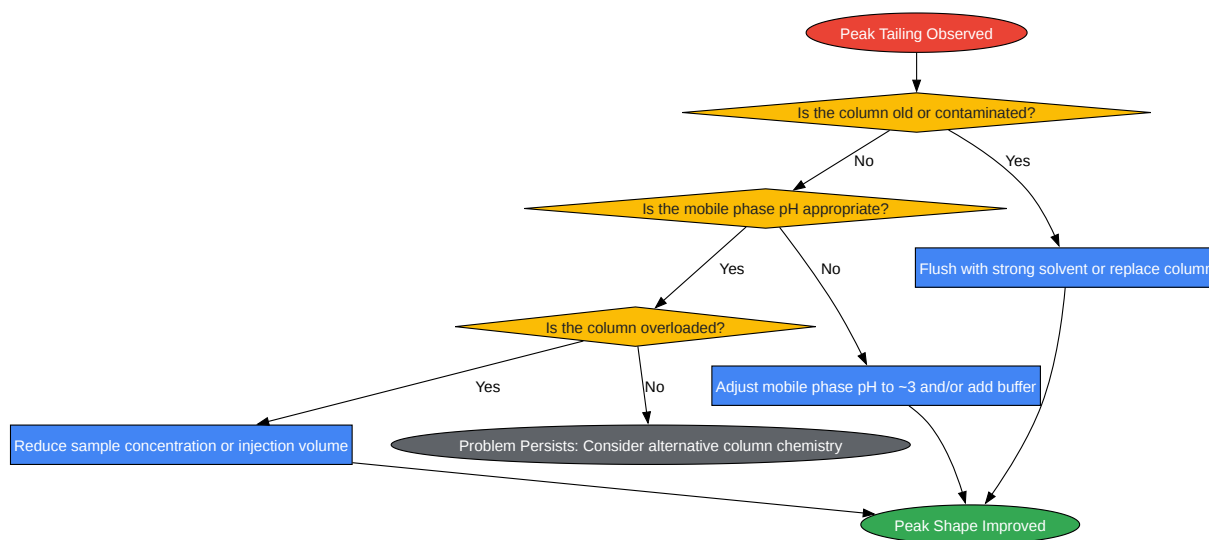 Peak Tailing Observed
Is the column old or contaminated?
No
Yes
Is the mobile phase pH appropriate?
Yes
No
Flush with strong solvent or replace column
Is the column overloaded?
Yes
No
Adjust mobile phase pH to ~3 and/or add buffer
Reduce sample concentration or injection volume
Problem Persists: Consider alternative column chemistry
Peak Shape Improved